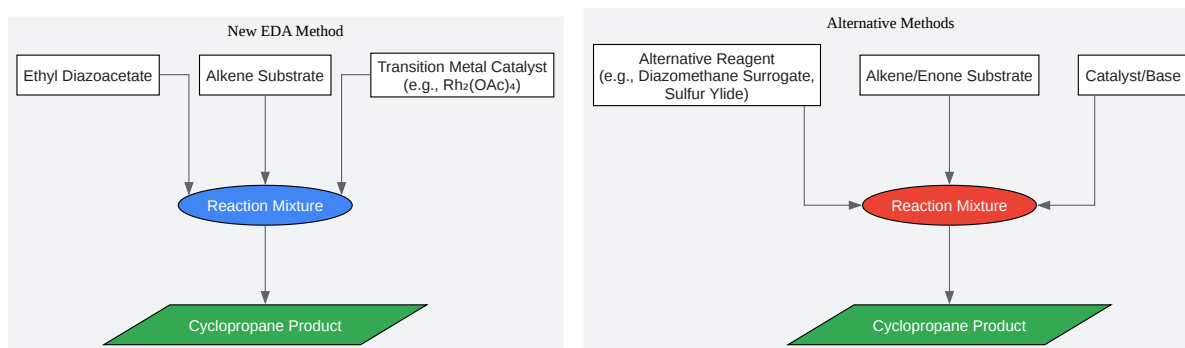 New EDA Method
Ethyl Diazoacetate
Alkene Substrate
Transition Metal Catalyst
(e.g., Rh₂(OAc)₄)
Reaction Mixture
Cyclopropane Product
Alternative Methods
Alternative Reagent
(e.g., Diazomethane Surrogate,
Sulfur Ylide)
Alkene/Enone Substrate
Catalyst/Base
Reaction Mixture
Cyclopropane Product